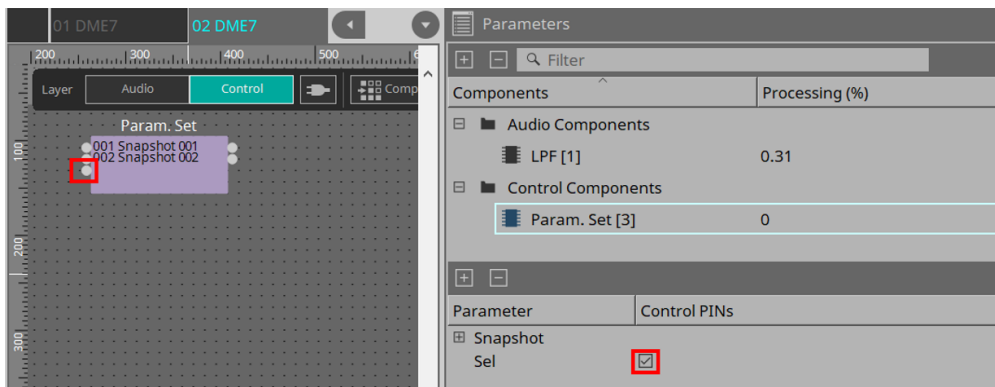 01 DME7
02 DME7
200 300 400 500 6
Layer Audio Control Comp
Param. Set
001 Snapshot 001
002 Snapshot 002
100
200
300
Parameters
Filter
Components Processing (%)
Audio Components
LPF [1] 0.31
Control Components
Param. Set [3] 0
Parameter Control PINs
Snapshot
Sel